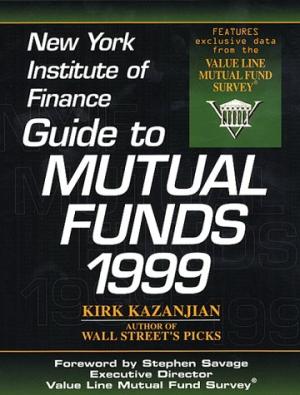 New York
Institute of
Finance
Guide to
MUTUAL
FUNDS
1999
FEATURES
exclusive data
from the
VALUE LINE
MUTUAL FUND
SURVEY®
KIRK KAZANJIAN
AUTHOR OF
WALL STREET'S PICKS
Foreword by Stephen Savage
Executive Director
Value Line Mutual Fund Survey®